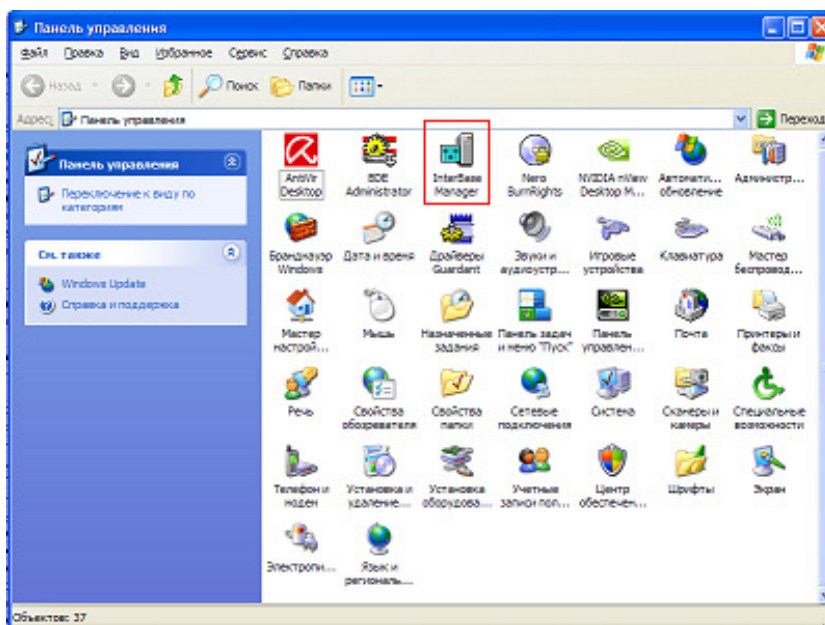 Панель управления
Файл Правка Вид Избранное Сервис Справка
Назад Поиск Папки
Адрес: Панель управления Переход
Панель управления
Переключение к виду по
категориям
См. также
Windows Update
Справка и поддержка
AntiVir
Desktop
BDE
Administrator
InterBase
Manager
Nero
BurnRights
NVIDIA nView
Desktop M...
Автомати...
обновление
Администр...
Брандмауэр
Windows
Дата и время
Драйверы
Guardant
Звуки и
аудиоустр...
Игровые
устройства
Клавиатура
Мастер
беспровод...
Мастер
настрой...
Мышь
Назначенные
задания
Панель задач
и меню "Пуск"
Панель
управлен...
Почта
Принтеры и
факсы
Речь
Свойства
обозревателя
Свойства
папки
Сетевые
подключения
Система
Сканеры и
камеры
Специальные
возможности
Телефон и
модем
Установка и
удаление...
Установка
оборудова...
Учетные
записи пол...
Центр
обеспечен...
Шрифты
Экран
Электропи...
Язык и
региональ...
Объектов: 37